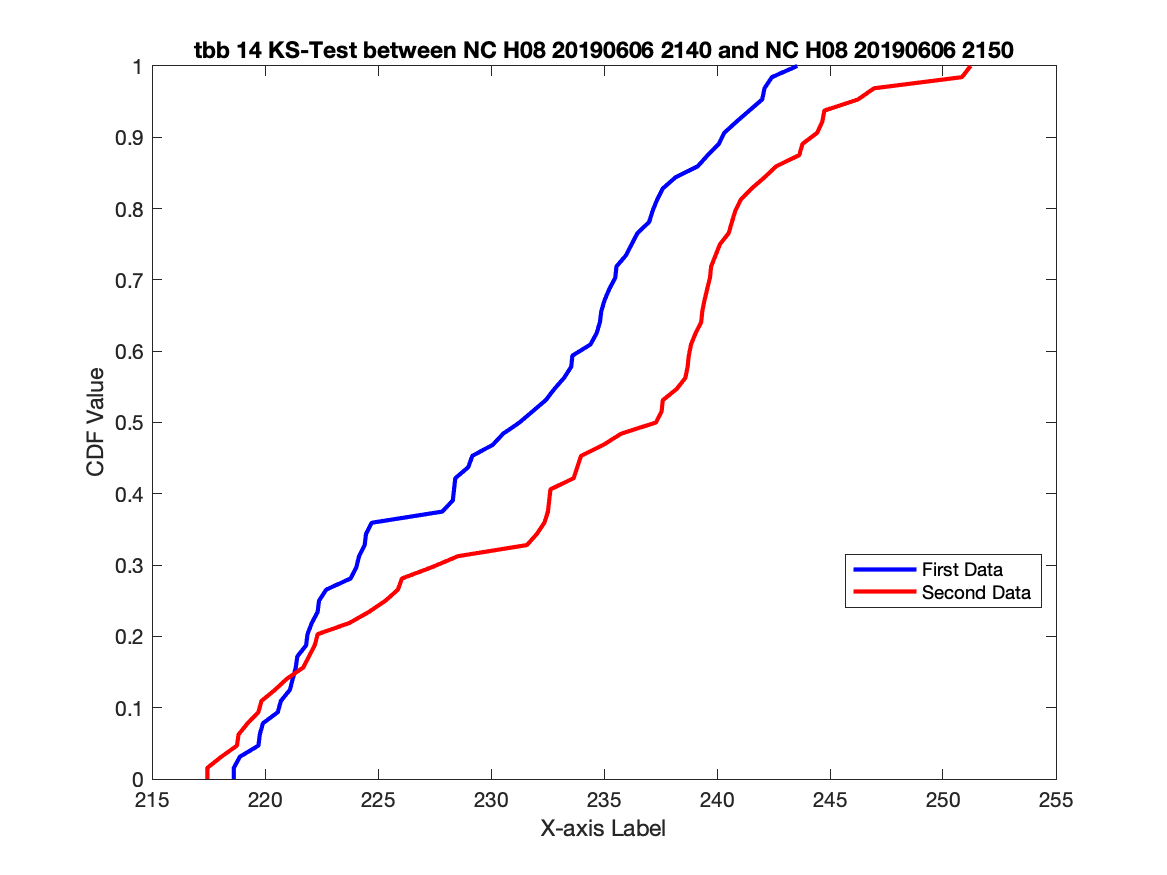 tbb 14 KS-Test between NC H08 20190606 2140 and NC H08 20190606 2150
1
0.9
0.8
0.7
0.6
0.5
0.4
0.3
0.2
0.1
0
CDF Value
First Data
Second Data
215 220 225 230 235 240 245 250 255
X-axis Label